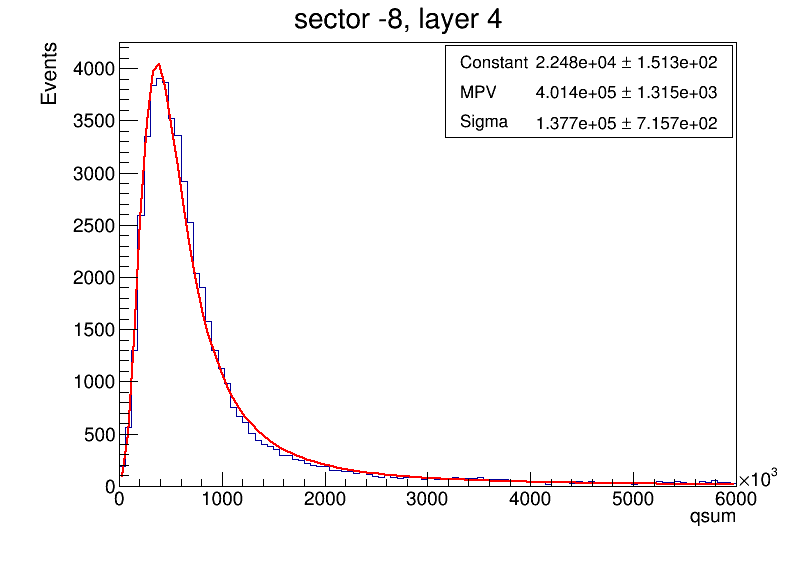 sector -8, layer 4
Events
Constant 2.248e+04 ± 1.513e+02
MPV 4.014e+05 ± 1.315e+03
Sigma 1.377e+05 ± 7.157e+02
4000
3500
3000
2500
2000
1500
1000
500
0
0 1000 2000 3000 4000 5000 6000
×10³
qsum